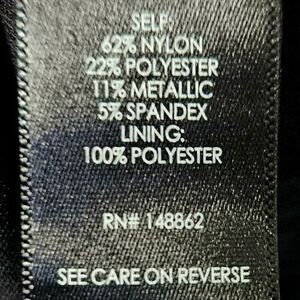 SELF:
62% NYLON
22% POLYESTER
11% METALLIC
5% SPANDEX
LINING:
100% POLYESTER
RN# 148862
SEE CARE ON REVERSE